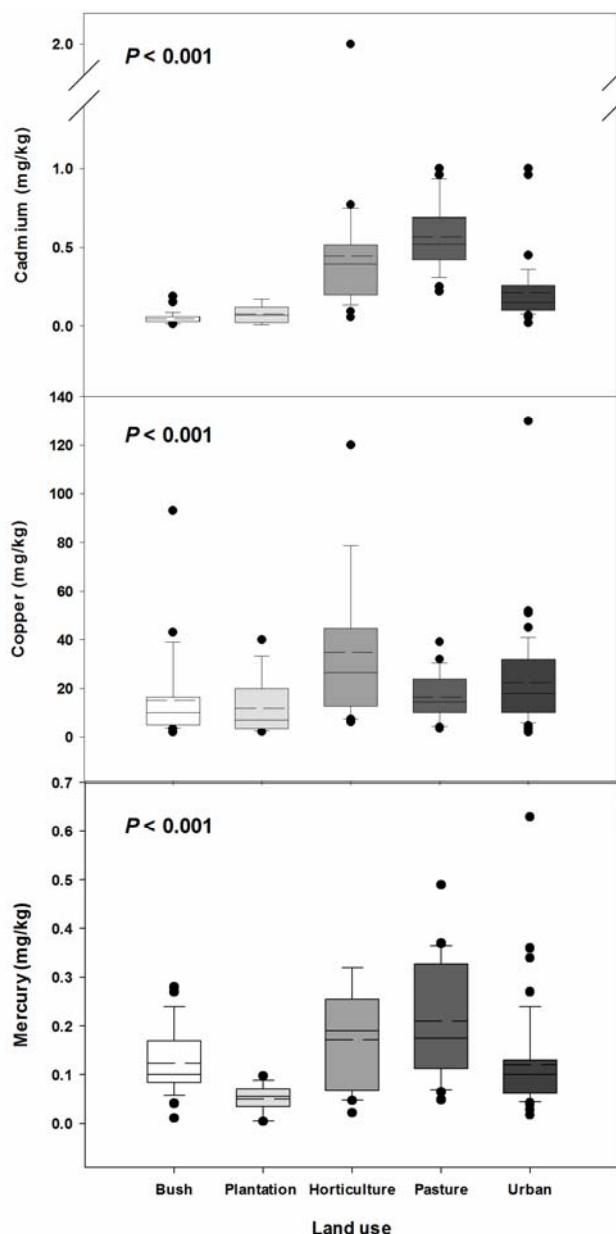 P < 0.001
Cadmium (mg/kg)
2.0
1.0
0.5
0.0
P < 0.001
Copper (mg/kg)
140
120
100
80
60
40
20
0
P < 0.001
Mercury (mg/kg)
0.7
0.6
0.5
0.4
0.3
0.2
0.1
0.0
Bush Plantation Horticulture Pasture Urban
Land use